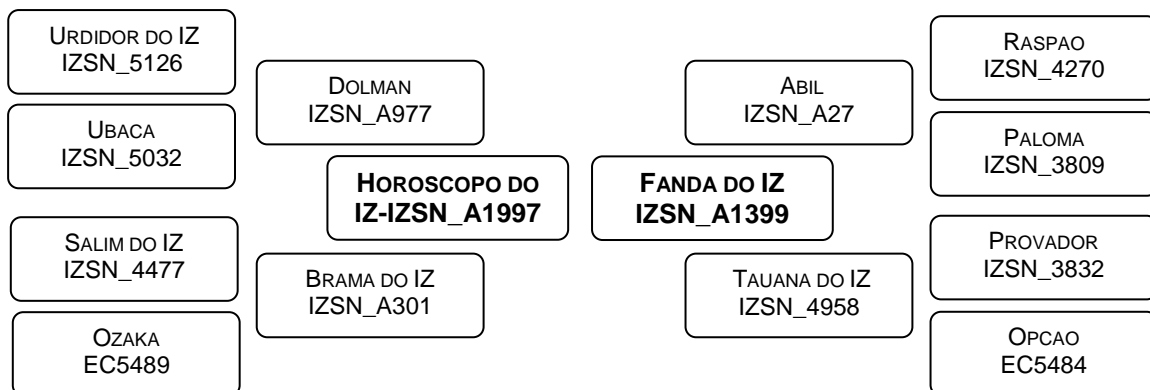 URDIDOR DO IZ
IZSN_5126
UBACA
IZSN_5032
DOLMAN
IZSN_A977
HOROSCOPO DO
IZ-IZSN_A1997
SALIM DO IZ
IZSN_4477
OZAKA
EC5489
BRAMA DO IZ
IZSN_A301
ABIL
IZSN_A27
RASPAO
IZSN_4270
PALOMA
IZSN_3809
FANDA DO IZ
IZSN_A1399
TAUANA DO IZ
IZSN_4958
PROVADOR
IZSN_3832
OPCAO
EC5484